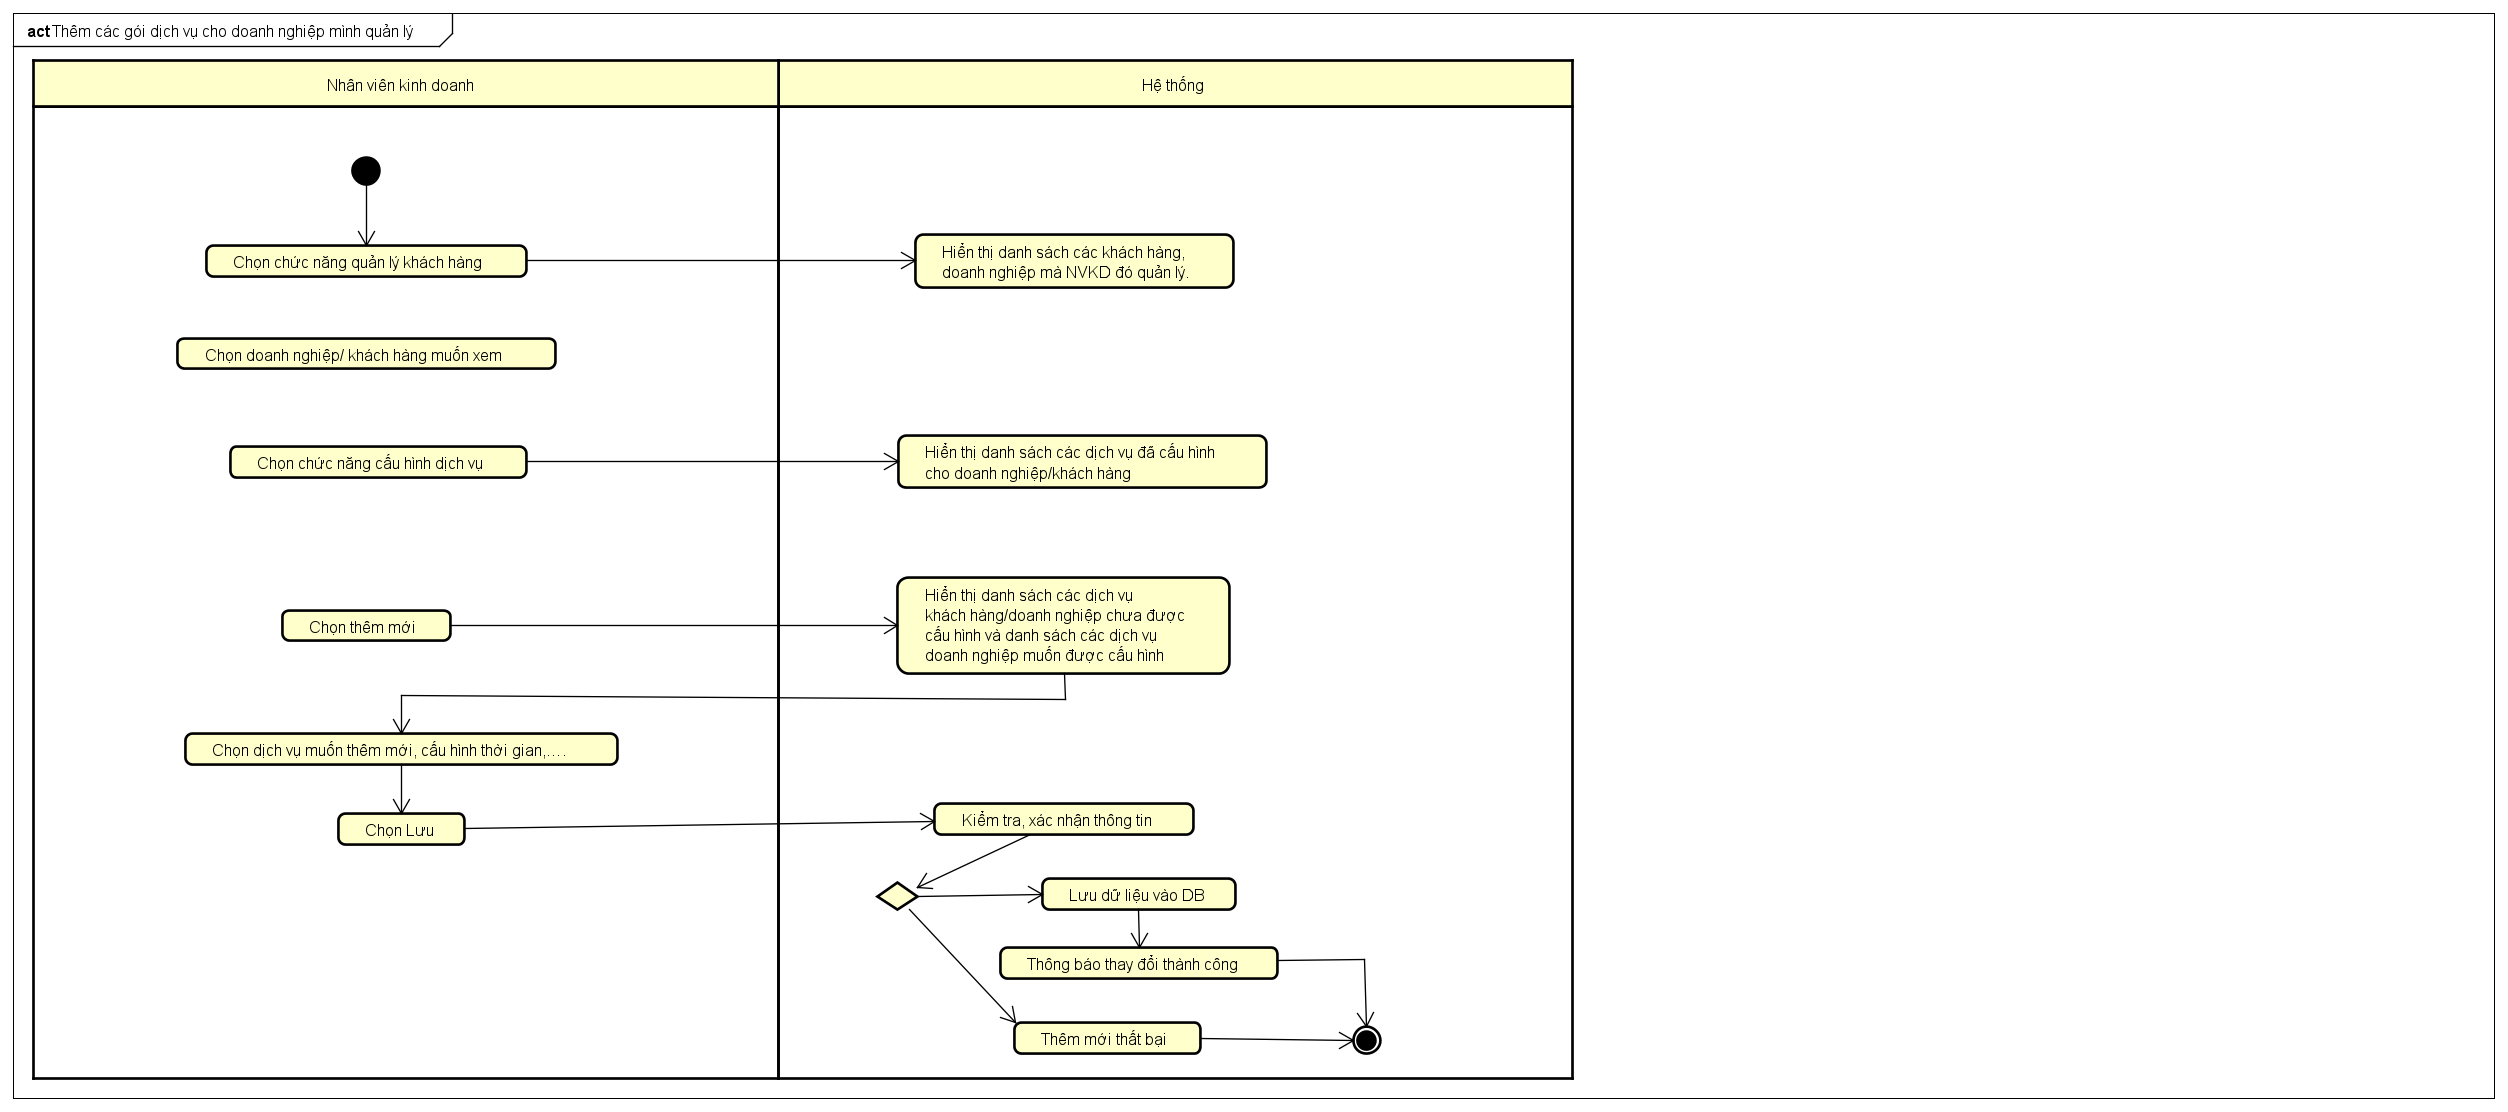 act Thêm các gói dịch vụ cho doanh nghiệp mình quản lý
Nhân viên kinh doanh
Hệ thống
Chọn chức năng quản lý khách hàng
Hiển thị danh sách các khách hàng,
doanh nghiệp mà NVKD đó quản lý.
Chọn doanh nghiệp/ khách hàng muốn xem
Chọn chức năng cấu hình dịch vụ
Hiển thị danh sách các dịch vụ đã cấu hình
cho doanh nghiệp/khách hàng
Chọn thêm mới
Hiển thị danh sách các dịch vụ
khách hàng/doanh nghiệp chưa được
cấu hình và danh sách các dịch vụ
doanh nghiệp muốn được cấu hình
Chọn dịch vụ muốn thêm mới, cấu hình thời gian,....
Chọn Lưu
Kiểm tra, xác nhận thông tin
Lưu dữ liệu vào DB
Thông báo thay đổi thành công
Thêm mới thất bại